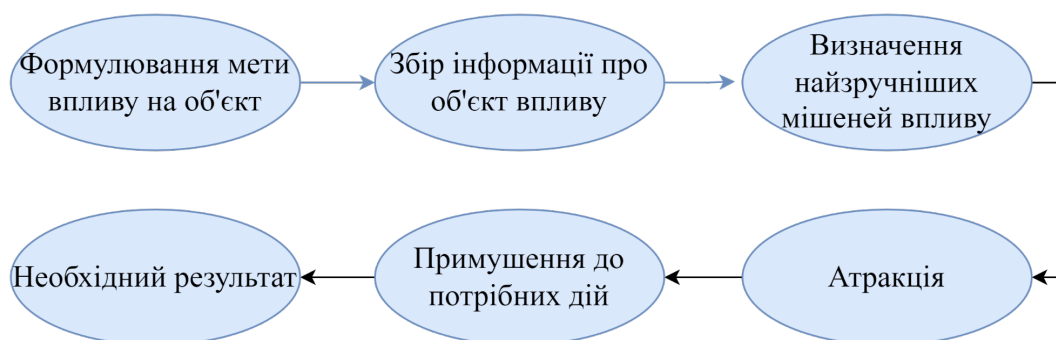 Формулювання мети
впливу на об'єкт
Збір інформації про
об'єкт впливу
Визначення
найзручніших
мішеней впливу
Необхідний результат
Примушення до
потрібних дій
Атракція